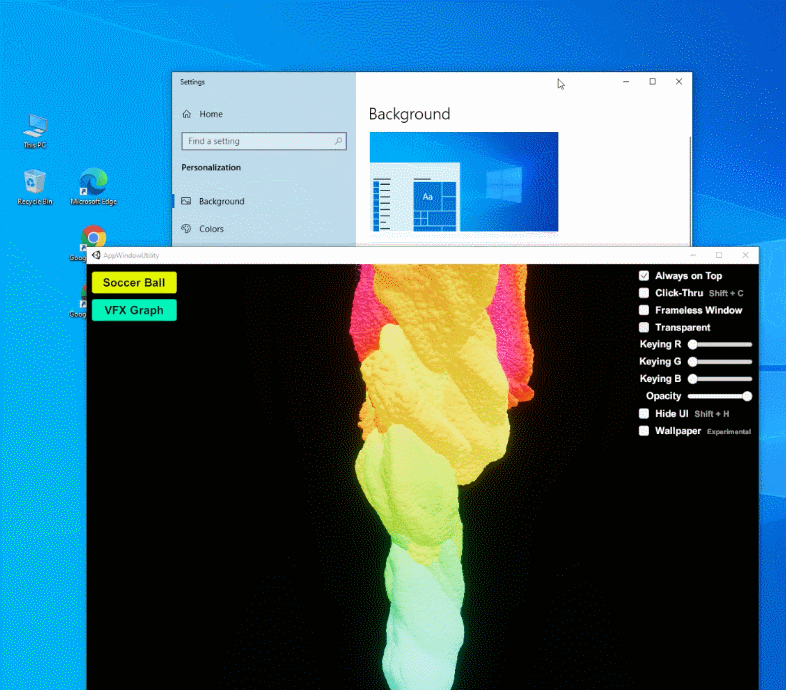 Settings
Home
Find a setting
Personalization
Background
Colors
Background
Aa
This PC
Recycle Bin
Microsoft Edge
AppWindowUtility
Soccer Ball
VFX Graph
Always on Top
Click-Thru Shift + C
Frameless Window
Transparent
Keying R
Keying G
Keying B
Opacity
Hide UI Shift + H
Wallpaper Experimental